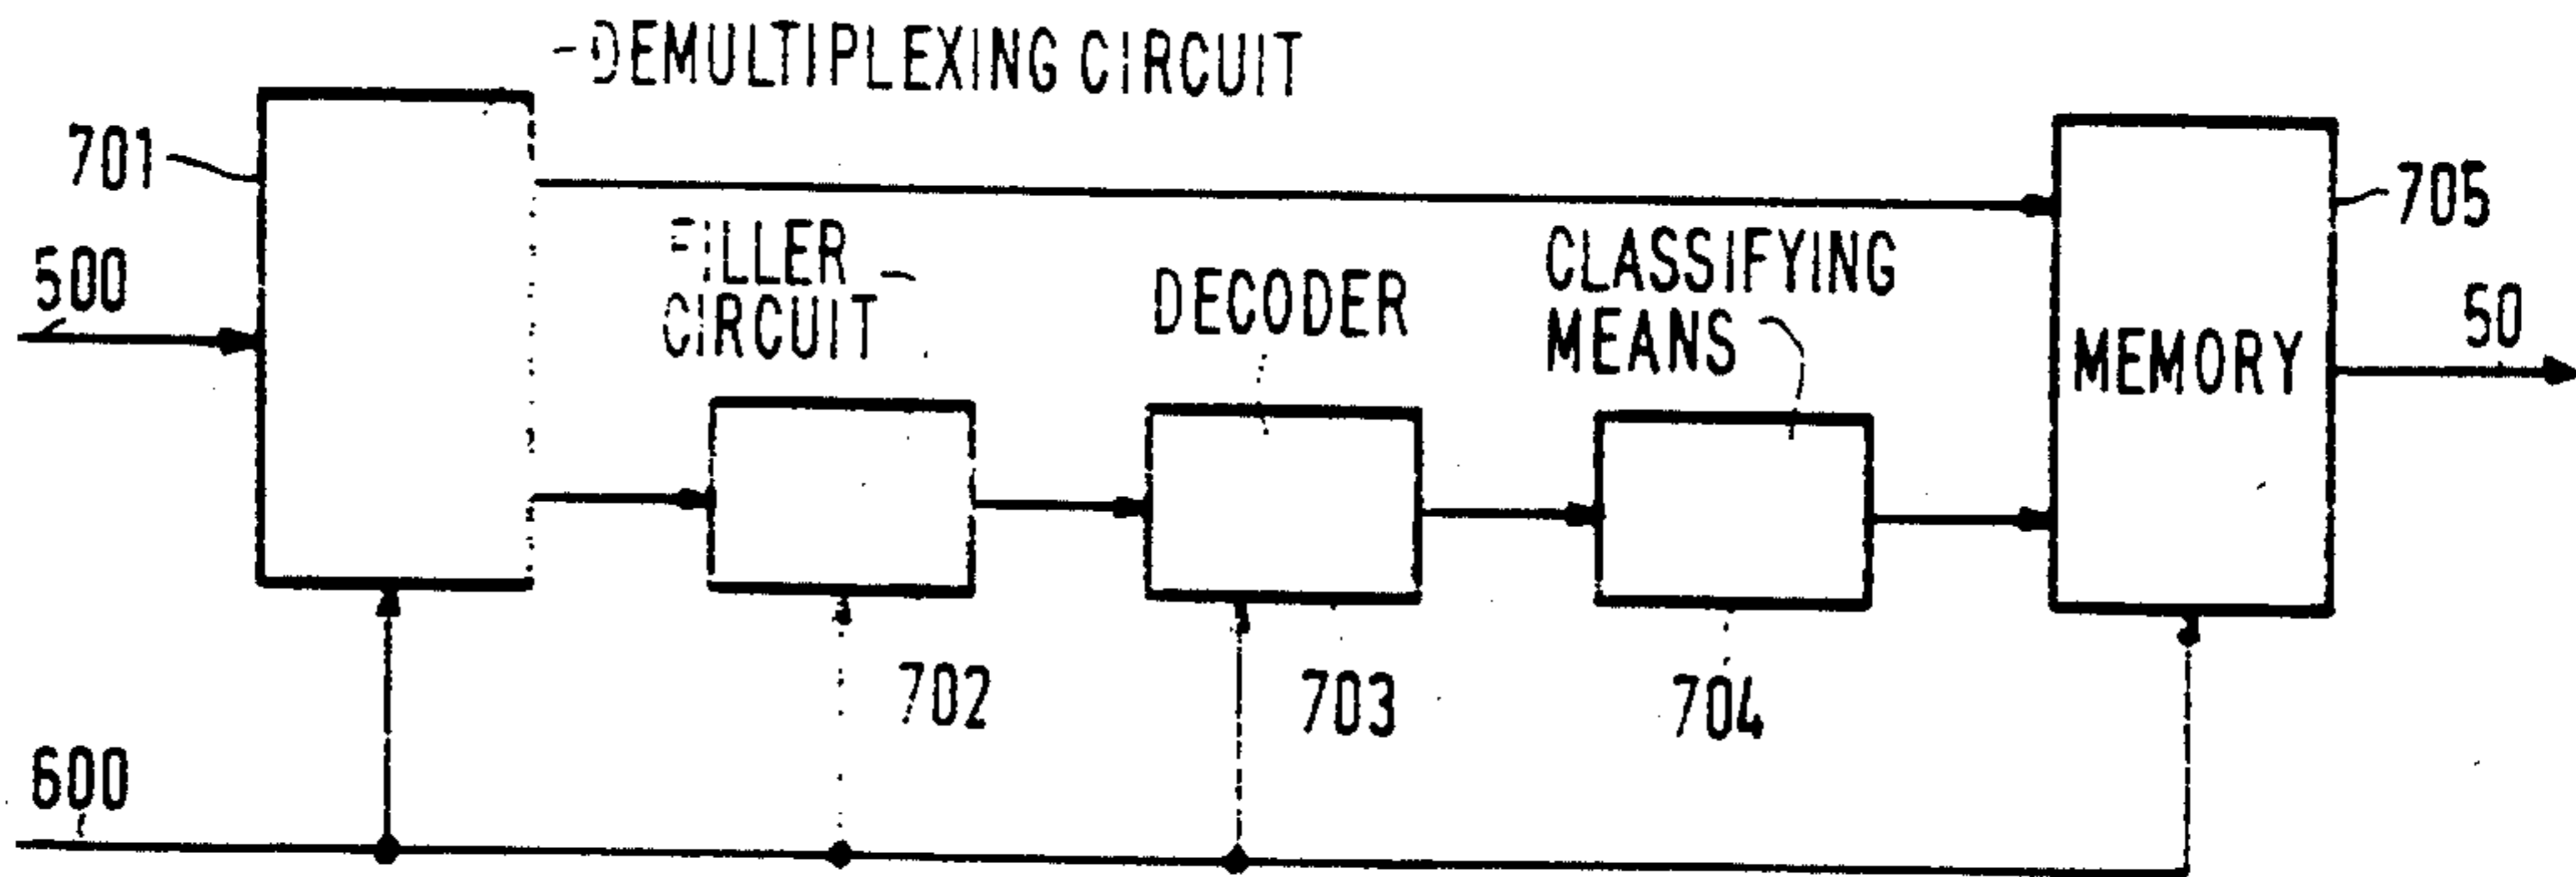 DEMULTIPLEXING CIRCUIT
701
705
500
FILLER
CIRCUIT
DECODER
CLASSIFYING
MEANS
MEMORY
50
702
703
704
600